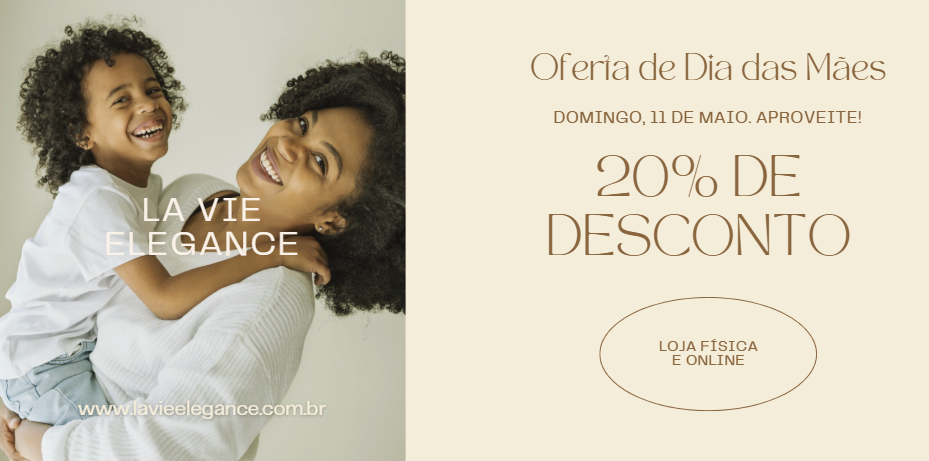 LA VIE
ELEGANCE
www.lavieelegance.com.br
Oferta de Dia das Mães
DOMINGO, 11 DE MAIO. APROVEITE!
20% DE
DESCONTO
LOJA FÍSICA
E ONLINE